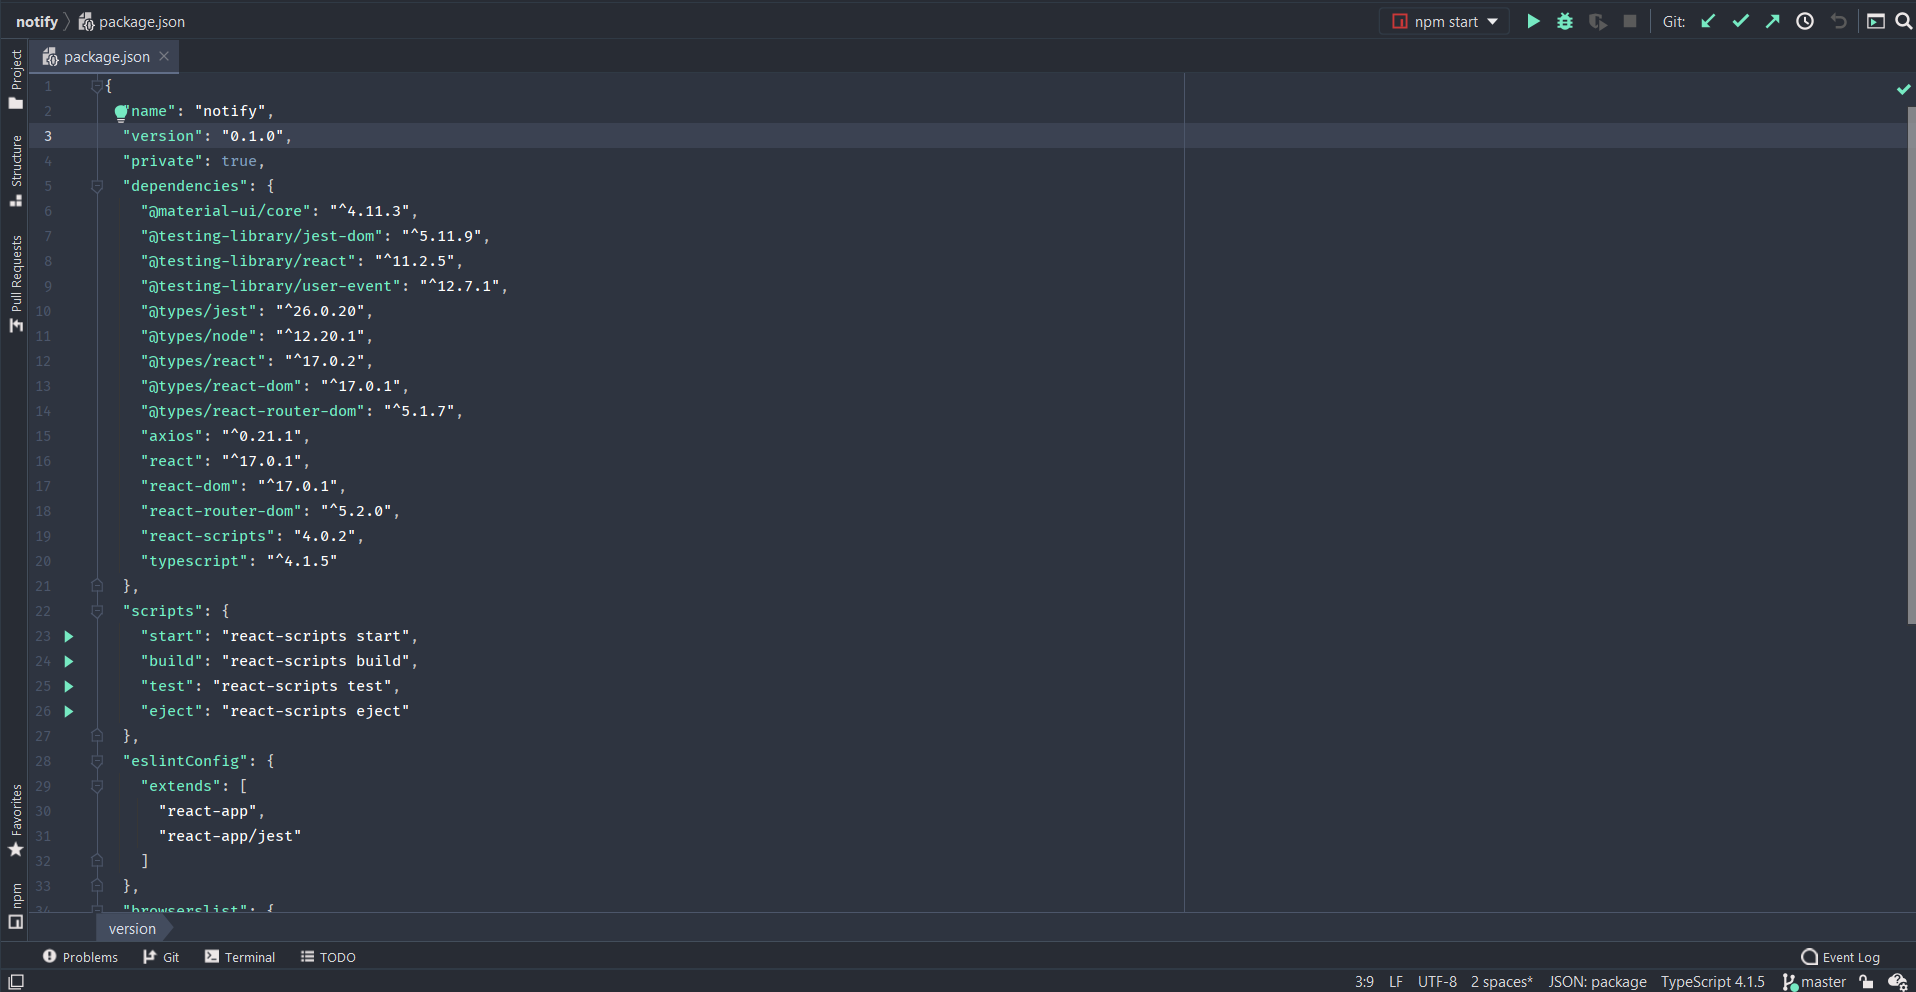 notify
package.json
npm start
Git:
package.json
Project
Structure
Pull Requests
Favorites
npm
1 {
2 "name": "notify",
3 "version": "0.1.0",
4 "private": true,
5 "dependencies": {
6 "@material-ui/core": "^4.11.3",
7 "@testing-library/jest-dom": "^5.11.9",
8 "@testing-library/react": "^11.2.5",
9 "@testing-library/user-event": "^12.7.1",
10 "@types/jest": "^26.0.20",
11 "@types/node": "^12.20.1",
12 "@types/react": "^17.0.2",
13 "@types/react-dom": "^17.0.1",
14 "@types/react-router-dom": "^5.1.7",
15 "axios": "^0.21.1",
16 "react": "^17.0.1",
17 "react-dom": "^17.0.1",
18 "react-router-dom": "^5.2.0",
19 "react-scripts": "4.0.2",
20 "typescript": "^4.1.5"
21 },
22 "scripts": {
23 "start": "react-scripts start",
24 "build": "react-scripts build",
25 "test": "react-scripts test",
26 "eject": "react-scripts eject"
27 },
28 "eslintConfig": {
29 "extends": [
30 "react-app",
31 "react-app/jest"
32 ]
33 },
34 "browserslist": {
version
Problems Git Terminal TODO Event Log
3:9 LF UTF-8 2 spaces* JSON: package TypeScript 4.1.5 master